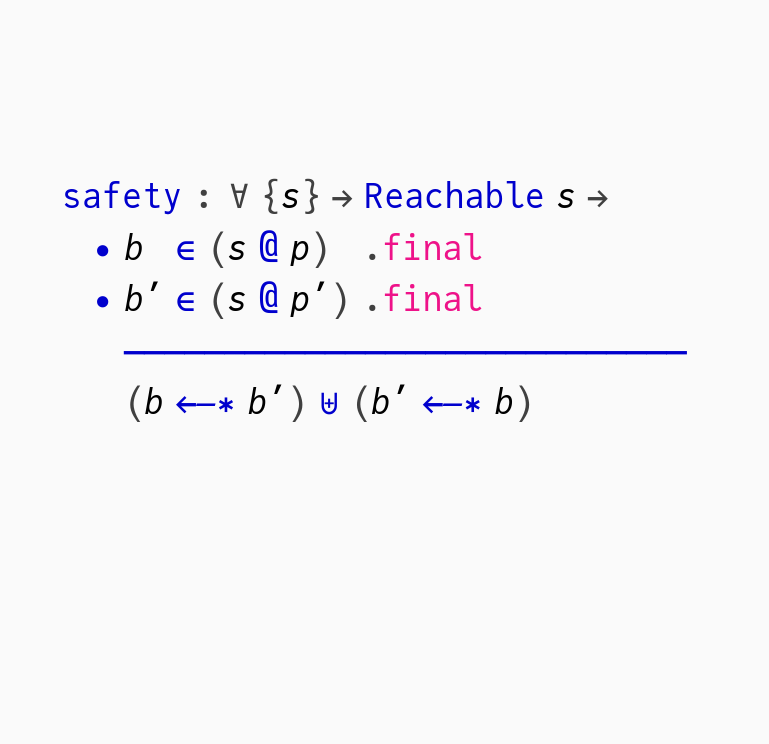 safety : ∀ {s} → Reachable s →
• b ∈ (s @ p) .final
• b′ ∈ (s @ p′) .final
────────────────────────────
(b ←—∗ b′) ⊎ (b′ ←—∗ b)